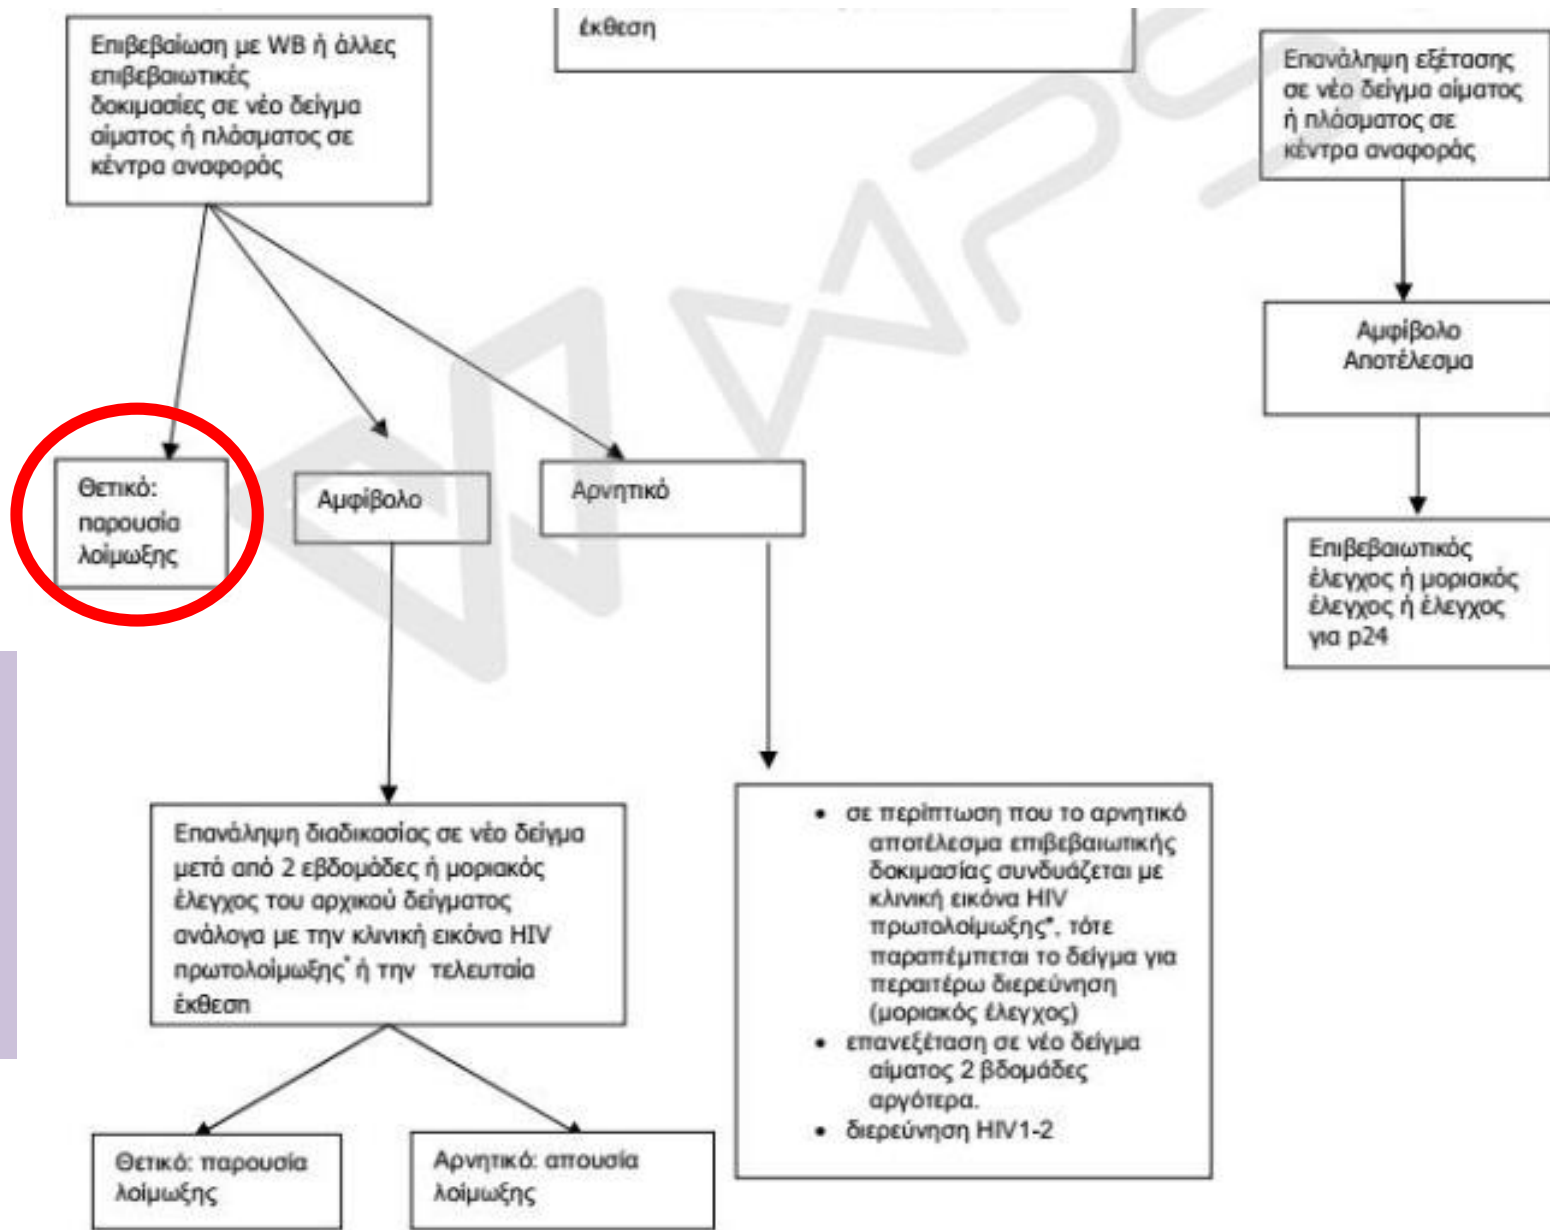 έκθεση
Επιβεβαίωση με WB ή άλλες
επιβεβαιωτικές
δοκιμασίες σε νέο δείγμα
αίματος ή πλάσματος σε
κέντρα αναφοράς
Επανάληψη εξέτασης
σε νέο δείγμα αίματος
ή πλάσματος σε
κέντρα αναφοράς
Αμφίβολο
Αποτέλεσμα
Θετικό:
παρουσία
λοίμωξης
Αμφίβολο
Αρνητικό
Επιβεβαιωτικός
έλεγχος ή μοριακός
έλεγχος ή έλεγχος
για p24
Επανάληψη διαδικασίας σε νέο δείγμα
μετά από 2 εβδομάδες ή μοριακός
έλεγχος του αρχικού δείγματος
ανάλογα με την κλινική εικόνα HIV
πρωτολοίμωξης* ή την τελευταία
έκθεση
• σε περίπτωση που το αρνητικό
αποτέλεσμα επιβεβαιωτικής
δοκιμασίας συνδυάζεται με
κλινική εικόνα HIV
πρωτολοίμωξης*, τότε
παραπέμπεται το δείγμα για
περαιτέρω διερεύνηση
(μοριακός έλεγχος)
• επανεξέταση σε νέο δείγμα
αίματος 2 βδομάδες
αργότερα.
• διερεύνηση HIV1-2
Θετικό: παρουσία
λοίμωξης
Αρνητικό: απουσία
λοίμωξης